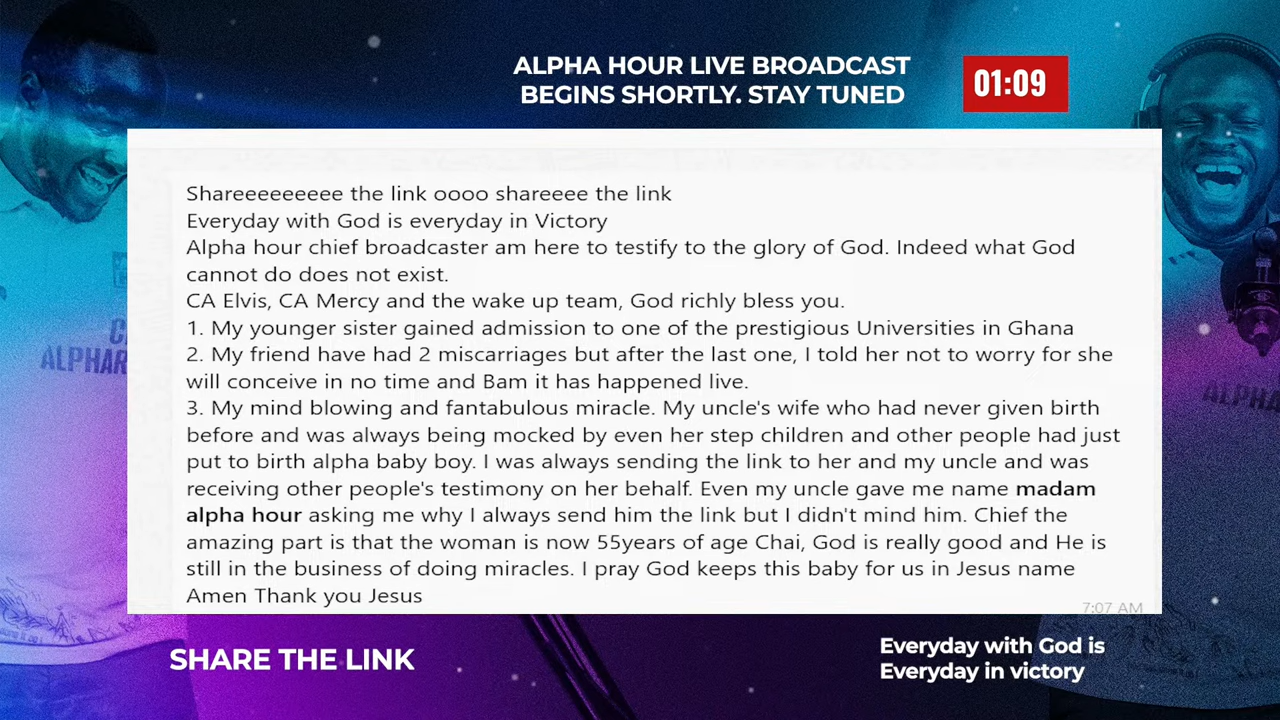 ALPHA HOUR LIVE BROADCAST
BEGINS SHORTLY. STAY TUNED
01:09
Shareeeeeeeee the link oooo shareeee the link
Everyday with God is everyday in Victory
Alpha hour chief broadcaster am here to testify to the glory of God. Indeed what God
cannot do does not exist.
CA Elvis, CA Mercy and the wake up team, God richly bless you.
1. My younger sister gained admission to one of the prestigious Universities in Ghana
2. My friend have had 2 miscarriages but after the last one, I told her not to worry for she
will conceive in no time and Bam it has happened live.
3. My mind blowing and fantabulous miracle. My uncle's wife who had never given birth
before and was always being mocked by even her step children and other people had just
put to birth alpha baby boy. I was always sending the link to her and my uncle and was
receiving other people's testimony on her behalf. Even my uncle gave me name madam
alpha hour asking me why I always send him the link but I didn't mind him. Chief the
amazing part is that the woman is now 55years of age Chai, God is really good and He is
still in the business of doing miracles. I pray God keeps this baby for us in Jesus name
Amen Thank you Jesus
7:07 AM
SHARE THE LINK
Everyday with God is
Everyday in victory